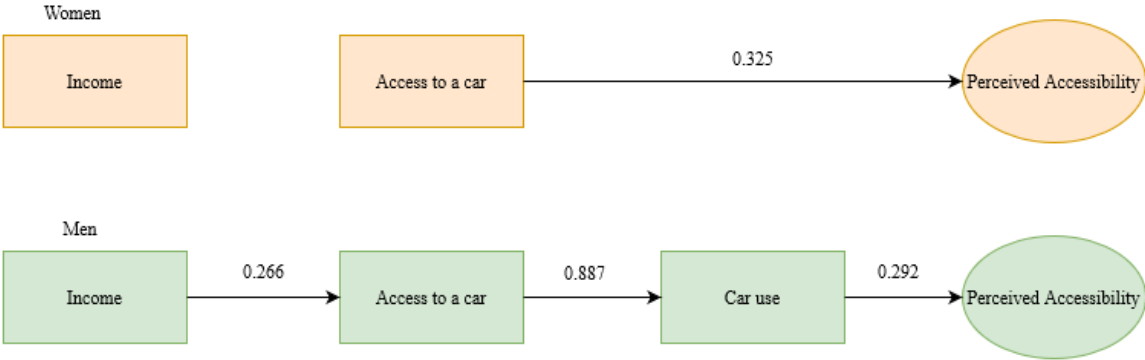 Women
Income
Access to a car
0.325
Perceived Accessibility
Men
Income
0.266
Access to a car
0.887
Car use
0.292
Perceived Accessibility